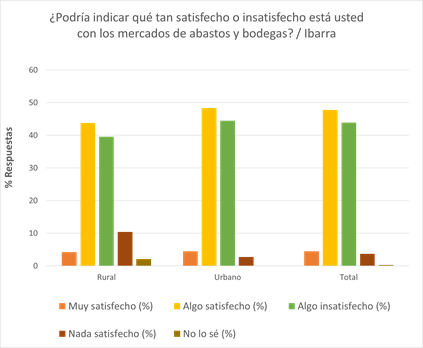 ¿Podría indicar qué tan satisfecho o insatisfecho está usted
con los mercados de abastos y bodegas? / Ibarra
% Respuestas
60
50
40
30
20
10
0
Rural Urbano Total
Muy satisfecho (%) Algo satisfecho (%) Algo insatisfecho (%)
Nada satisfecho (%) No lo sé (%)